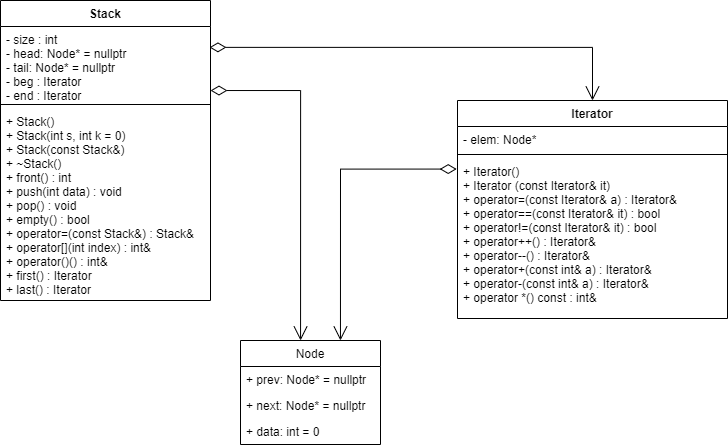 Stack
- size : int
- head: Node* = nullptr
- tail: Node* = nullptr
- beg : Iterator
- end : Iterator
+ Stack()
+ Stack(int s, int k = 0)
+ Stack(const Stack&)
+ ~Stack()
+ front() : int
+ push(int data) : void
+ pop() : void
+ empty() : bool
+ operator=(const Stack&) : Stack&
+ operator[](int index) : int&
+ operator()() : int&
+ first() : Iterator
+ last() : Iterator
Iterator
- elem: Node*
+ Iterator()
+ Iterator (const Iterator& it)
+ operator=(const Iterator& a) : Iterator&
+ operator==(const Iterator& it) : bool
+ operator!=(const Iterator& it) : bool
+ operator++() : Iterator&
+ operator--() : Iterator&
+ operator+(const int& a) : Iterator&
+ operator-(const int& a) : Iterator&
+ operator *() const : int&
Node
+ prev: Node* = nullptr
+ next: Node* = nullptr
+ data: int = 0